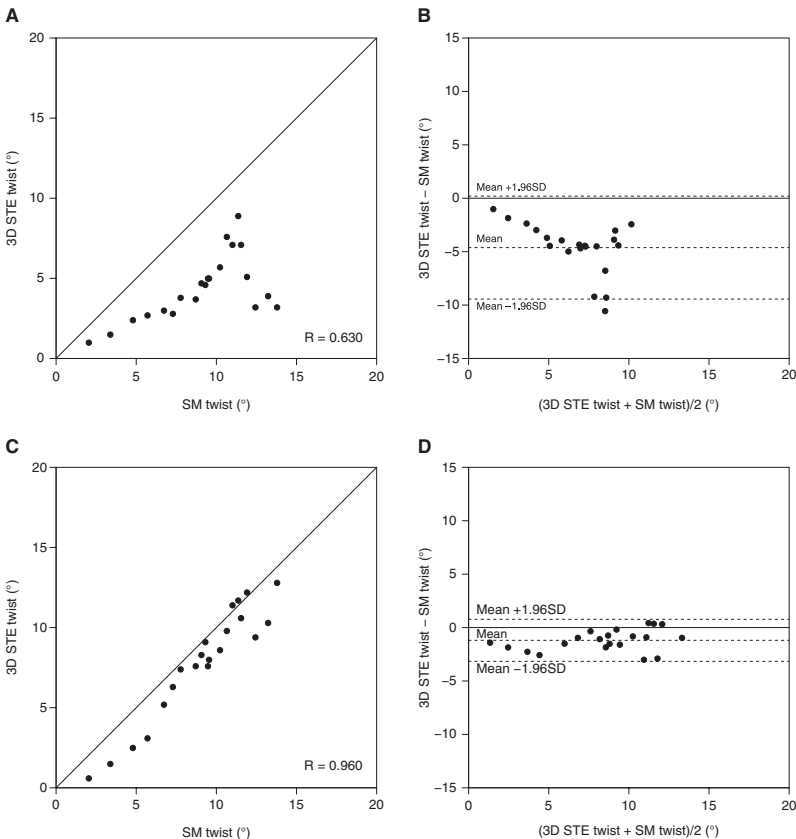 A
20
15
10
5
0
3D STE twist (°)
R = 0.630
0 5 10 15 20
SM twist (°)
B
15
10
5
0
−5
−10
−15
3D STE twist − SM twist (°)
Mean +1.96SD
Mean
Mean −1.96SD
0 5 10 15 20
(3D STE twist + SM twist)/2 (°)
C
20
15
10
5
0
3D STE twist (°)
R = 0.960
0 5 10 15 20
SM twist (°)
D
15
10
5
0
−5
−10
−15
3D STE twist − SM twist (°)
Mean +1.96SD
Mean
Mean −1.96SD
0 5 10 15 20
(3D STE twist + SM twist)/2 (°)